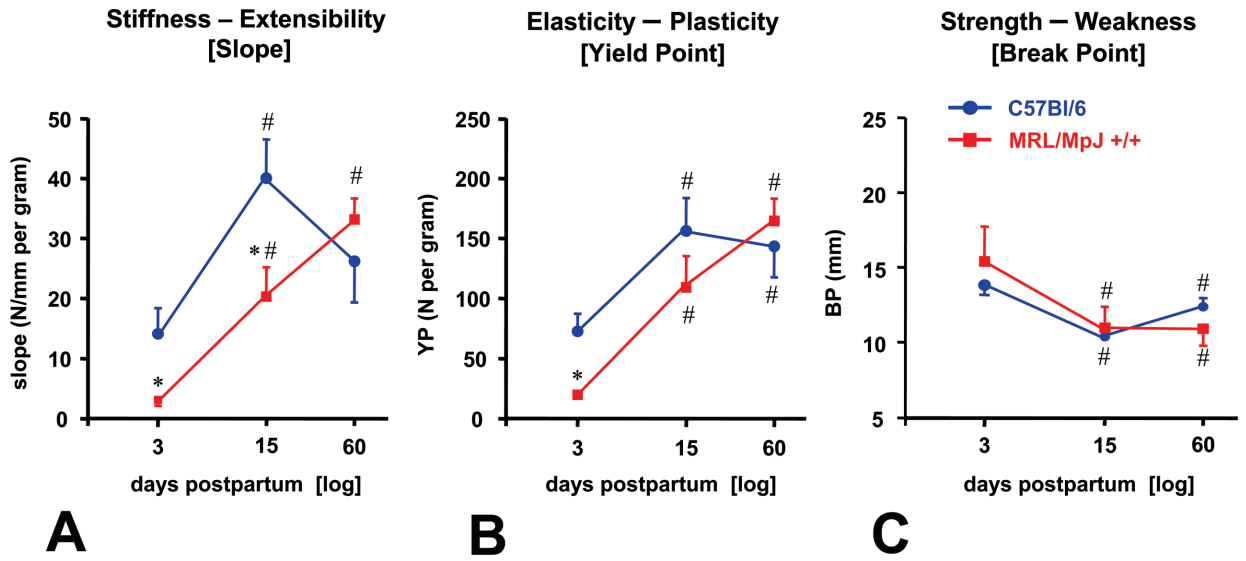 Stiffness – Extensibility
[Slope]
50
40
30
20
10
0
slope (N/mm per gram)
#
#
*#
*
3
15
60
days postpartum [log]
A
Elasticity – Plasticity
[Yield Point]
250
200
150
100
50
0
YP (N per gram)
#
#
#
#
*
3
15
60
days postpartum [log]
B
Strength – Weakness
[Break Point]
C57Bl/6
MRL/MpJ +/+
25
20
15
10
5
BP (mm)
#
#
#
#
3
15
60
days postpartum [log]
C